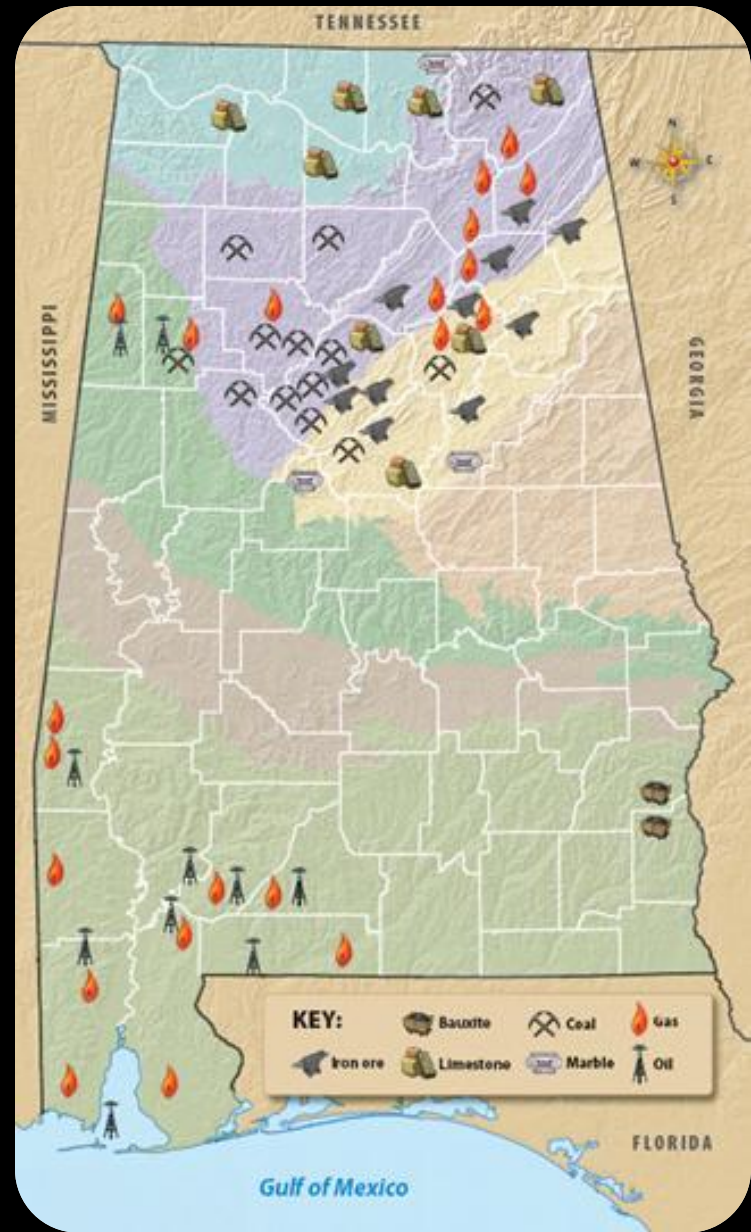 TENNESSEE
N
W E
S
MISSISSIPPI
GEORGIA
KEY:
Bauxite
Coal
Gas
Iron ore
Limestone
Marble
Oil
FLORIDA
Gulf of Mexico